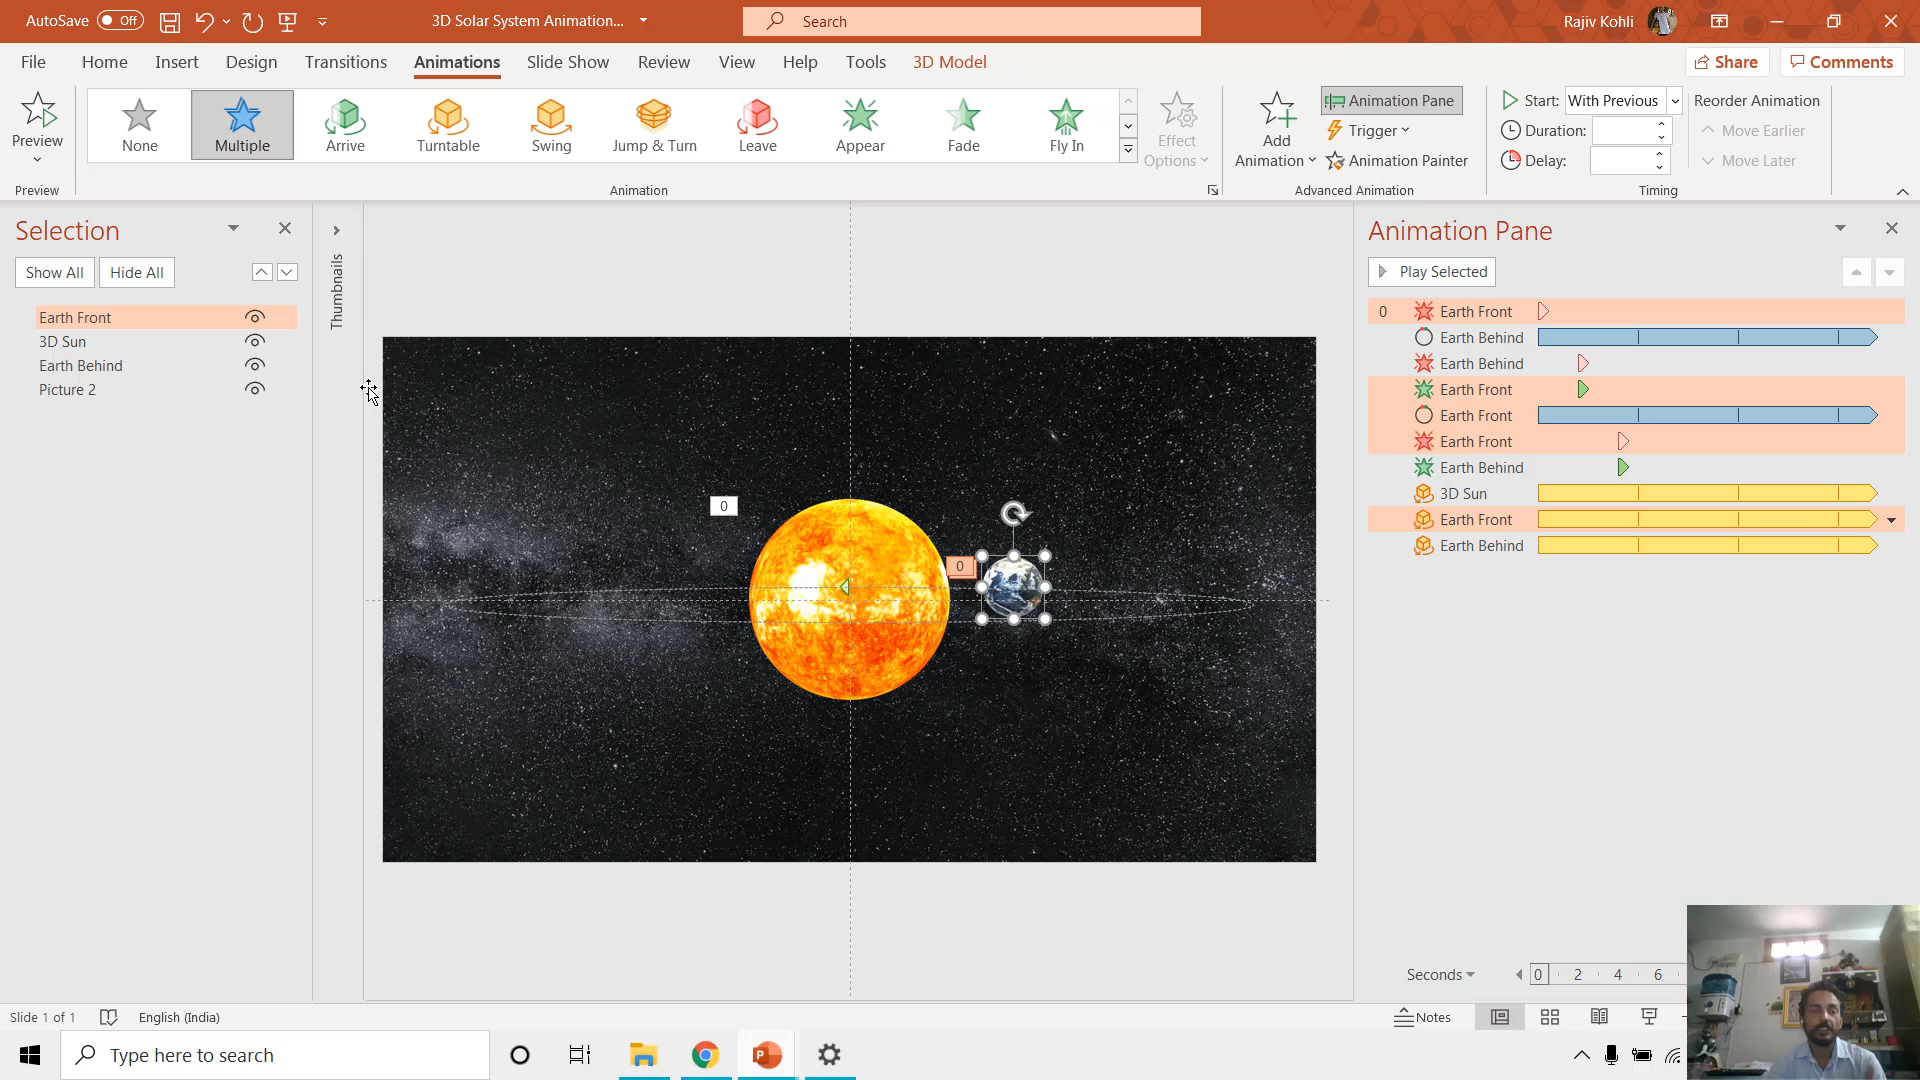 AutoSave Off 3D Solar System Animation... Search Rajiv Kohli
File Home Insert Design Transitions Animations Slide Show Review View Help Tools 3D Model Share Comments
Preview
None Multiple Arrive Turntable Swing Jump & Turn Leave Appear Fade Fly In
Effect Options
Add Animation
Animation Pane
Trigger
Animation Painter
Start: With Previous
Duration:
Delay:
Reorder Animation
Move Earlier
Move Later
Preview Animation Advanced Animation Timing
Selection
Show All Hide All
Earth Front
3D Sun
Earth Behind
Picture 2
Thumbnails
0
0
Animation Pane
Play Selected
0 Earth Front
Earth Behind
Earth Behind
Earth Front
Earth Front
Earth Front
Earth Behind
3D Sun
Earth Front
Earth Behind
Seconds 0 2 4 6
Slide 1 of 1 English (India) Notes
Type here to search